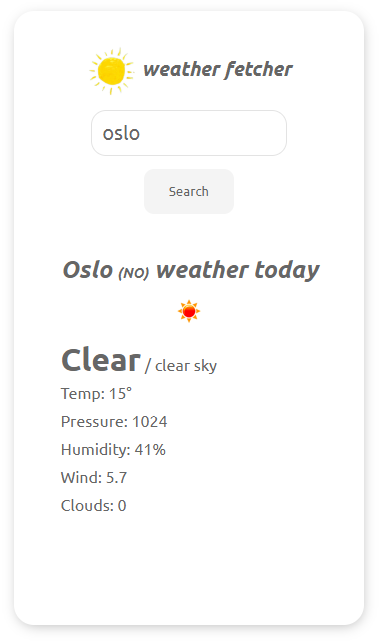 weather fetcher
oslo
Search
Oslo (NO) weather today
Clear / clear sky
Temp: 15°
Pressure: 1024
Humidity: 41%
Wind: 5.7
Clouds: 0